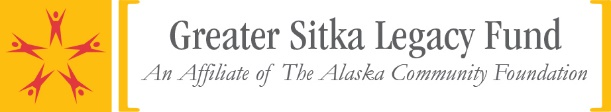 Greater Sitka Legacy Fund
An Affiliate of The Alaska Community Foundation